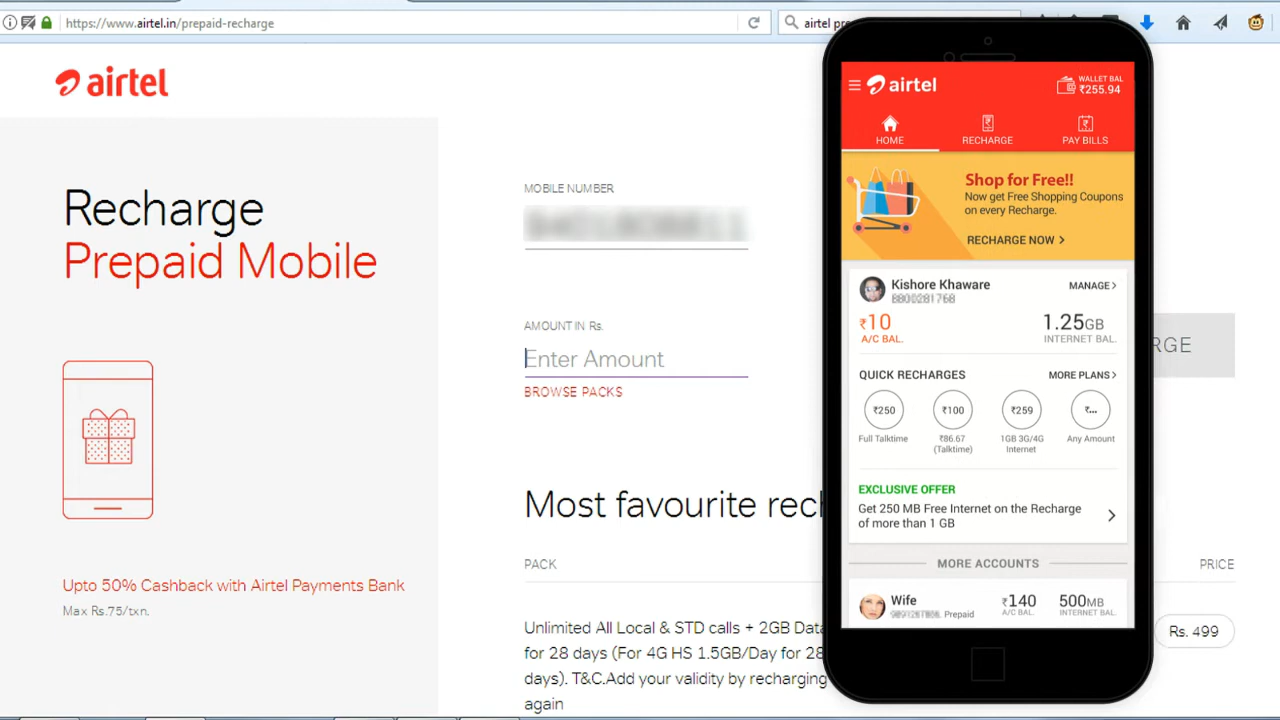 https://www.airtel.in/prepaid-recharge
airtel
airtel
Recharge
Prepaid Mobile
Upto 50% Cashback with Airtel Payments Bank
Max Rs.75/txn.
MOBILE NUMBER
AMOUNT IN Rs.
Enter Amount
BROWSE PACKS
RGE
Most favourite rech
PACK
PRICE
Unlimited All Local & STD calls + 2GB Data
for 28 days (For 4G HS 1.5GB/Day for 28
days). T&C.Add your validity by recharging
again
Rs. 499
airtel
WALLET BAL
₹255.94
HOME
RECHARGE
PAY BILLS
Shop for Free!!
Now get Free Shopping Coupons
on every Recharge.
RECHARGE NOW >
Kishore Khaware
MANAGE >
₹10
1.25GB
A/C BAL.
INTERNET BAL.
QUICK RECHARGES
MORE PLANS >
₹250
₹100
₹259
₹...
Full Talktime
₹86.67
(Talktime)
1GB 3G/4G
Internet
Any Amount
EXCLUSIVE OFFER
Get 250 MB Free Internet on the Recharge
of more than 1 GB
MORE ACCOUNTS
Wife
Prepaid
₹140
A/C BAL.
500MB
INTERNET BAL.